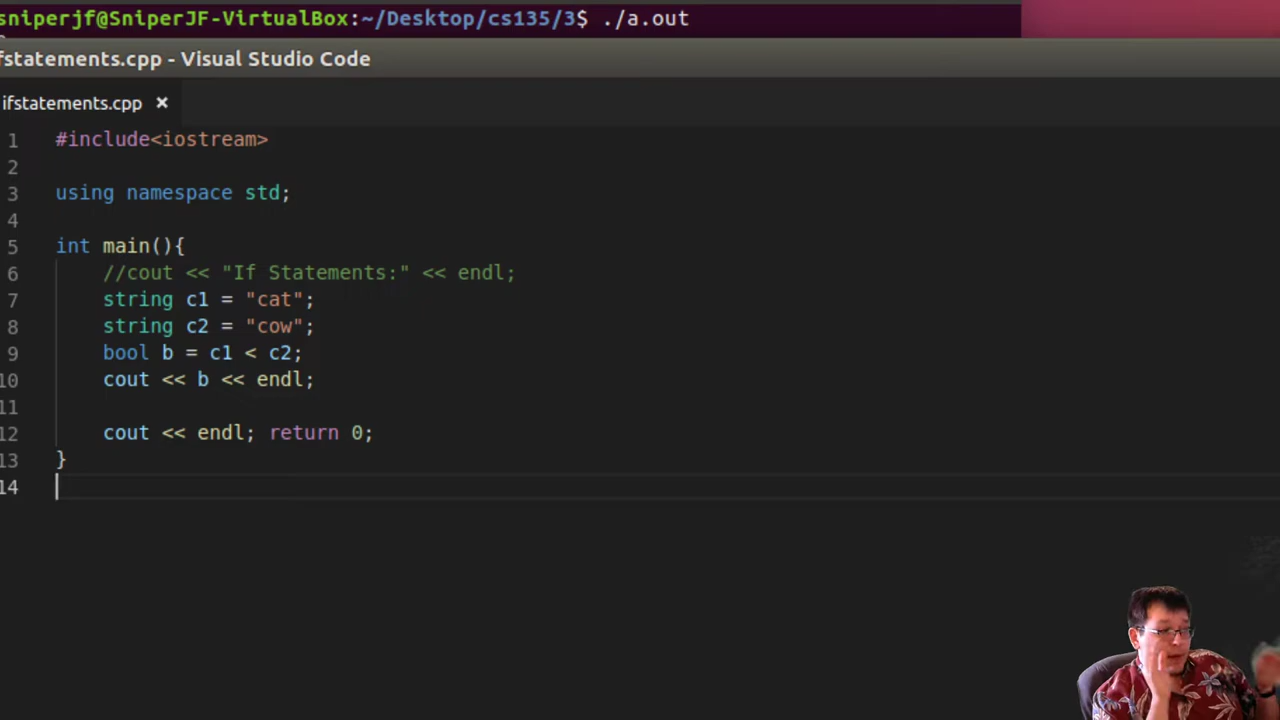 sniperjf@SniperJF-VirtualBox:~/Desktop/cs135/3$ ./a.out
fstatements.cpp - Visual Studio Code
ifstatements.cpp ×
1 #include<iostream>
2
3 using namespace std;
4
5 int main(){
6 //cout << "If Statements:" << endl;
7 string c1 = "cat";
8 string c2 = "cow";
9 bool b = c1 < c2;
10 cout << b << endl;
11
12 cout << endl; return 0;
13 }
14